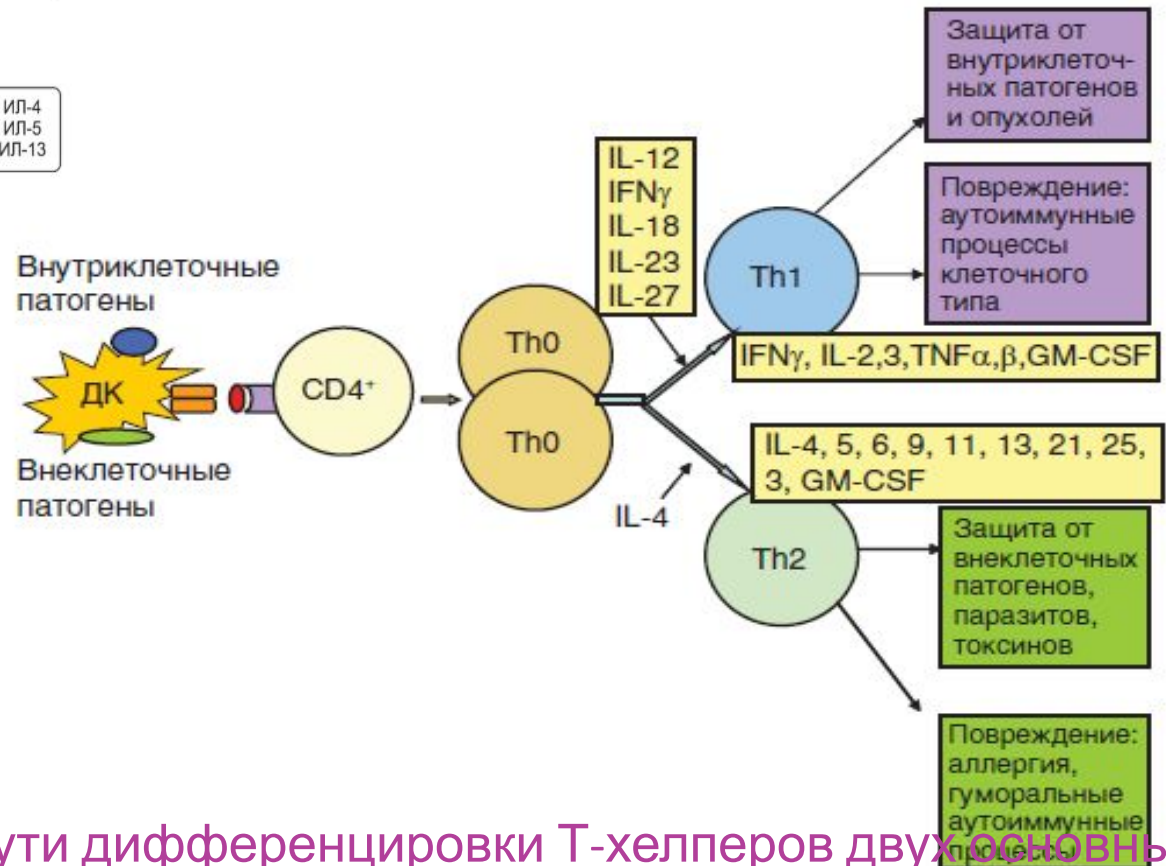 ИЛ-4
ИЛ-5
ИЛ-13
Внутриклеточные
патогены
ДК
Внеклеточные
патогены
CD4⁺
Th0
Th0
IL-12
IFNγ
IL-18
IL-23
IL-27
IL-4
Th1
IFNγ, IL-2,3,TNFα,β,GM-CSF
Защита от
внутриклеточ-
ных патогенов
и опухолей
Повреждение:
аутоиммунные
процессы
клеточного
типа
IL-4, 5, 6, 9, 11, 13, 21, 25,
3, GM-CSF
Th2
Защита от
внеклеточных
патогенов,
паразитов,
токсинов
Повреждение:
аллергия,
гуморальные
аутоиммунные
процессы
ути дифференцировки Т-хелперов двух основны